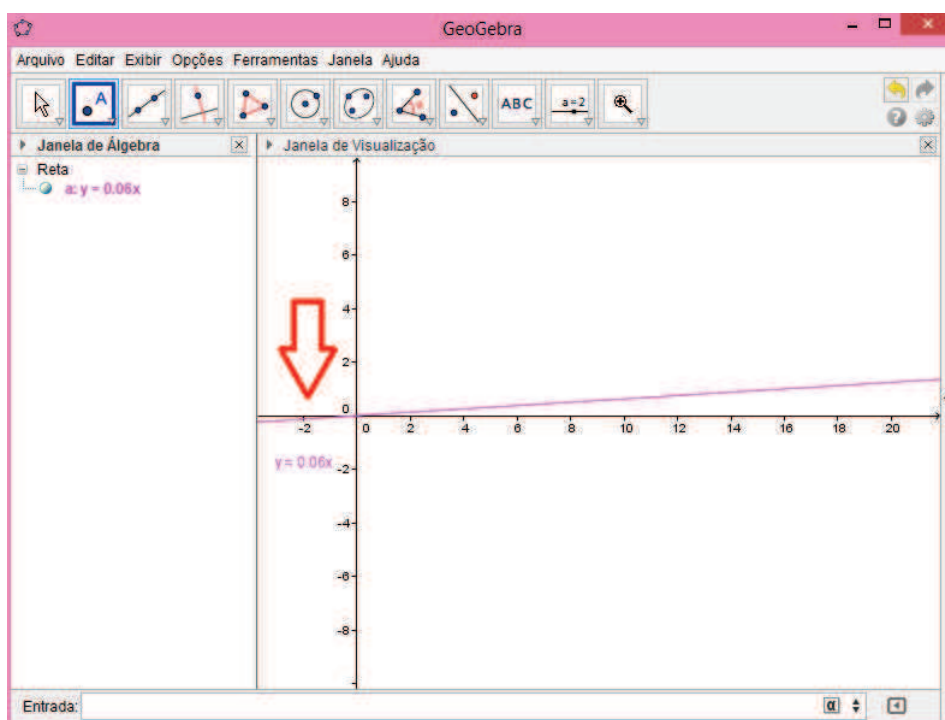 GeoGebra
Arquivo Editar Exibir Opções Ferramentas Janela Ajuda
A ABC a=2
Janela de Álgebra
Janela de Visualização
Reta
a: y = 0.06x
8
6
4
2
0
-2 0 2 4 6 8 10 12 14 16 18 20
y = 0.06x
-2
-4
-6
-8
Entrada:
α